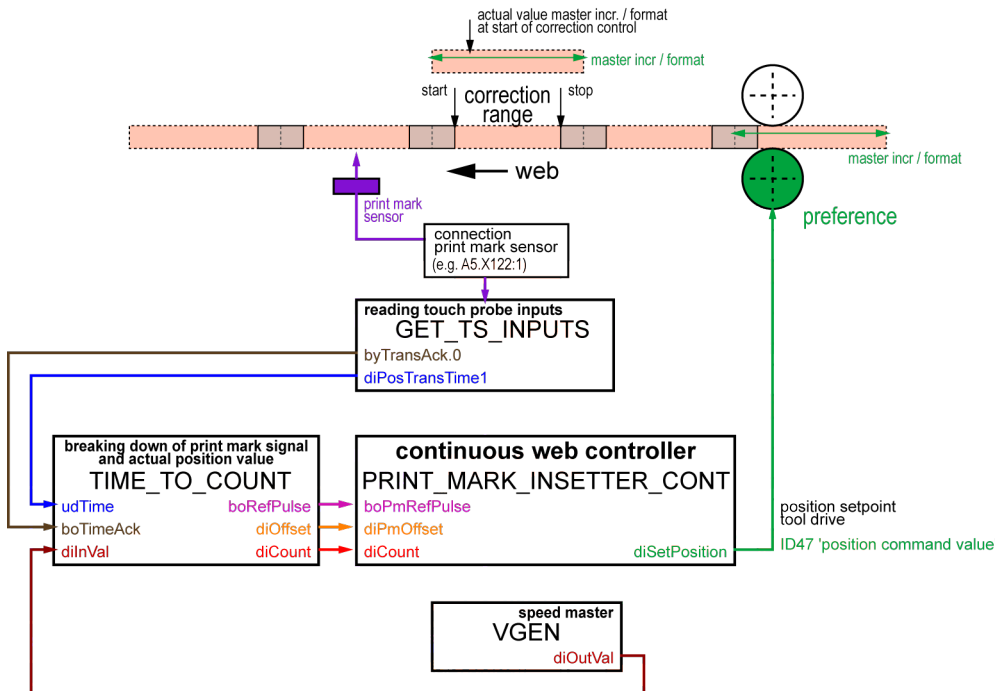 actual value master incr. / format
at start of correction control
master incr / format
start
correction
range
stop
master incr / format
web
print mark
sensor
preference
connection
print mark sensor
(e.g. A5.X122:1)
reading touch probe inputs
GET_TS_INPUTS
byTransAck.0
diPosTransTime1
breaking down of print mark signal
and actual position value
TIME_TO_COUNT
udTime
boRefPulse
boTimeAck
diOffset
diInVal
diCount
continuous web controller
PRINT_MARK_INSETTER_CONT
boPmRefPulse
diPmOffset
diCount
diSetPosition
position setpoint
tool drive
ID47 'position command value
speed master
VGEN
diOutVal